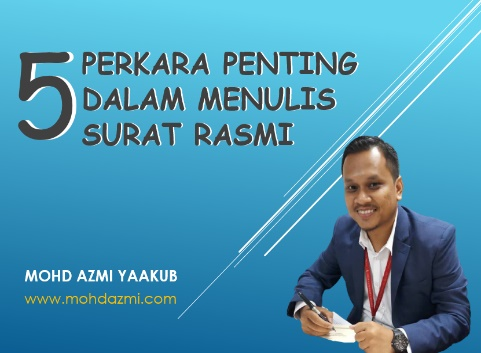 5 PERKARA PENTING
DALAM MENULIS
SURAT RASMI
MOHD AZMI YAAKUB
www.mohdazmi.com